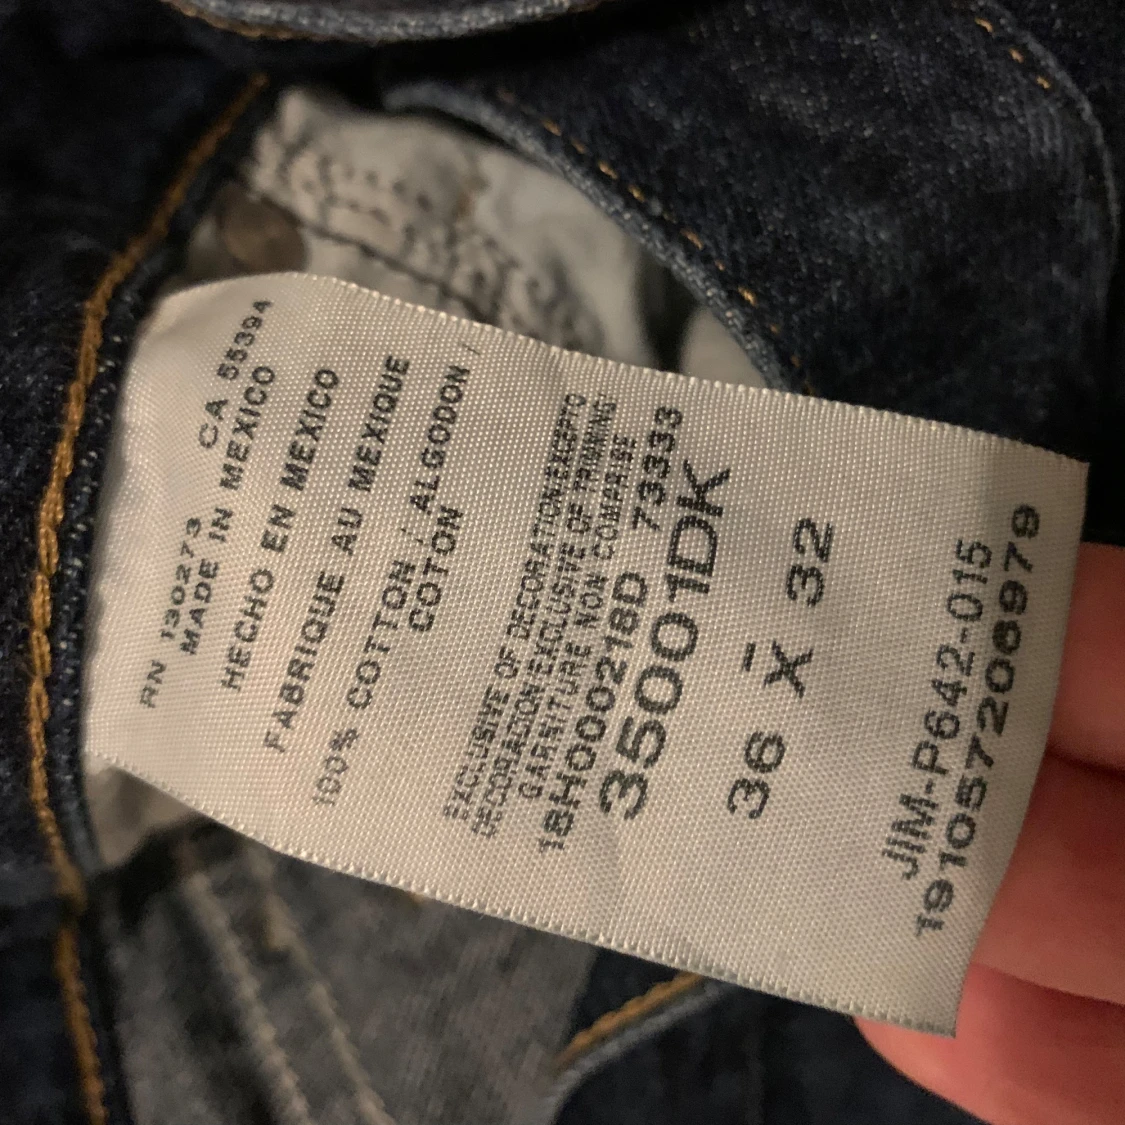 RN 130273 CA 55394
MADE IN MEXICO
HECHO EN MEXICO
FABRIQUE AU MEXIQUE
100% COTTON / ALGODON /
COTON
EXCLUSIVE OF DECORATION/EXCEPTO
DECORACION/EXCLUSIVE OF TRIMMING
GARNITURE NON COMPRISE
18H000218D 73333
35001DK
36 X 32
JIM-P642-015
191057206979